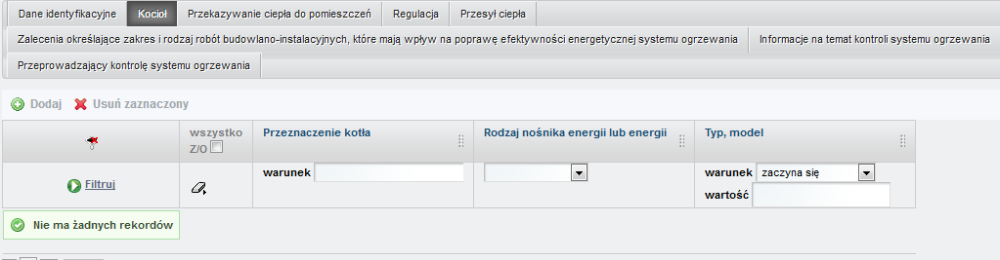 Dane identyfikacyjne Kocioł Przekazywanie ciepła do pomieszczeń Regulacja Przesył ciepła
Zalecenia określające zakres i rodzaj robót budowlano-instalacyjnych, które mają wpływ na poprawę efektywności energetycznej systemu ogrzewania Informacje na temat kontroli systemu ogrzewania
Przeprowadzający kontrolę systemu ogrzewania
Dodaj Usuń zaznaczony
wszystko Przeznaczenie kotła Rodzaj nośnika energii lub energii Typ, model
Z/O
Filtruj warunek warunek zaczyna się
wartość
Nie ma żadnych rekordów